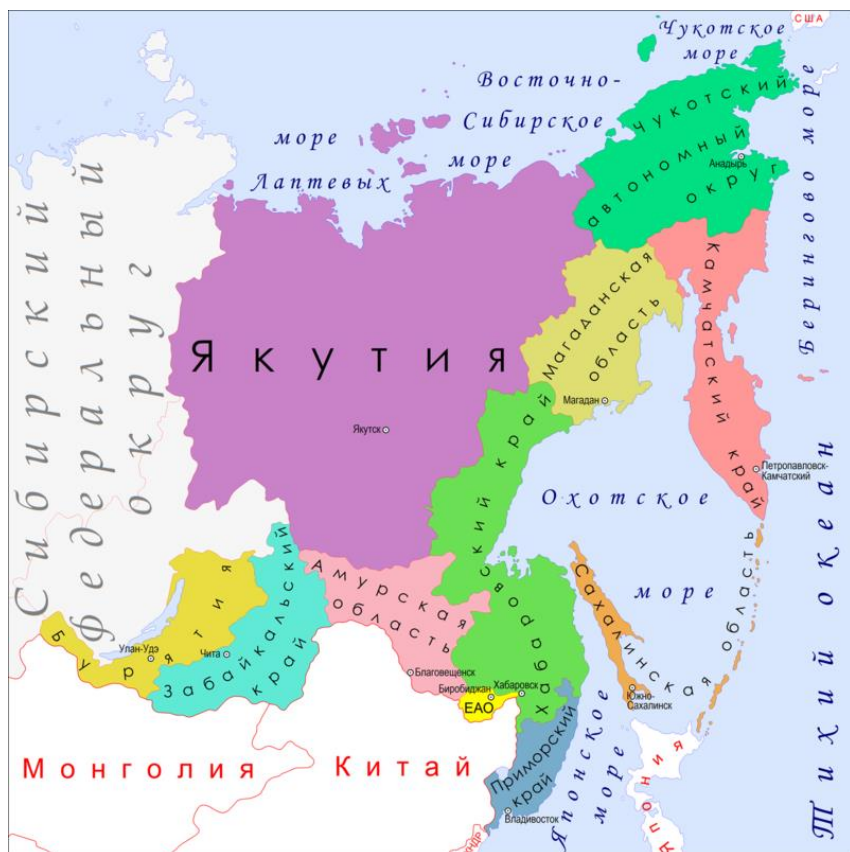 США
Чукотское
море
Восточно-
Сибирское
море
море
Лаптевых
Чукотский
автономный
округ
Анадырь
Берингово море
Сибирский
федеральный
округ
Якутия
Якутск
Магаданская
область
Магадан
Камчатский край
Петропавловск-
Камчатский
Охотское
море
Тихий океан
Хабаровский край
Хабаровск
Сахалинская область
Южно-
Сахалинск
Амурская
область
Благовещенск
Биробиджан
ЕАО
Забайкальский
край
Чита
Бурятия
Улан-Удэ
Монголия
Китай
Приморский
край
Владивосток
Японское
море
Япония
КНДР